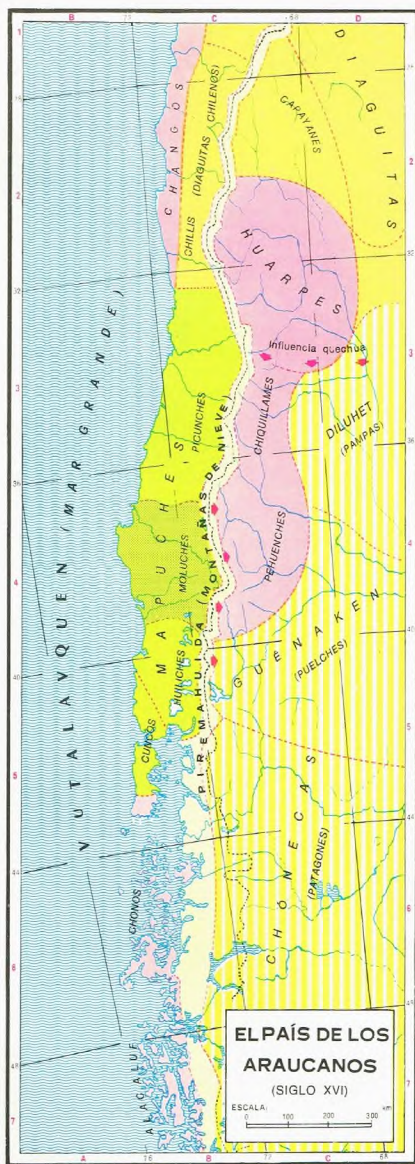 B
C
D
DIAGUITAS
CAPAYANES
CHANGOS
CHILLIS
(DIAGUITAS CHILENOS)
HUARPES
Influencia quechua
VUTALAVQUEN (MAR GRANDE)
MAPUCHES
PICUNCHES
CHIQUILLAMES
DILUHET
(PAMPAS)
MOLUCHES
PEHUENCHES
PIREMAHUIDA (MONTAÑAS DE NIEVE)
HUILICHES
CUNCOS
GUENAKEN
(PUELCHES)
CHÓNECAS
(PATAGONES)
CHONOS
ALACALUF
EL PAÍS DE LOS
ARAUCANOS
(SIGLO XVI)
ESCALA:
km
0 100 200 300
A
B
C
D